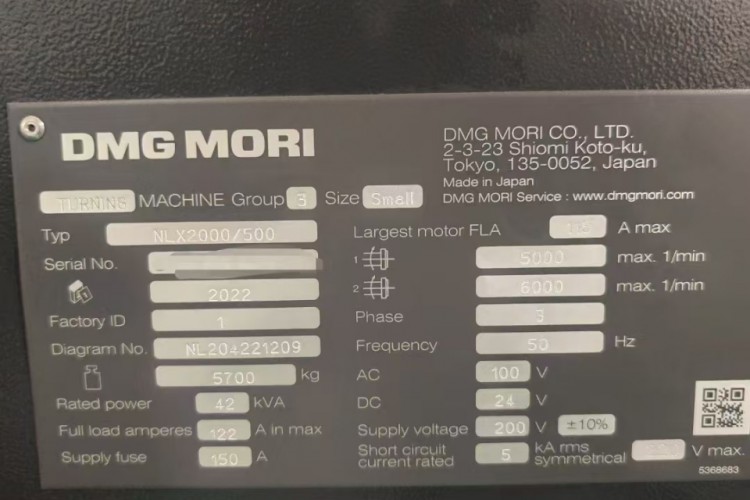 DMG MORI
DMG MORI CO., LTD.
2-3-23 Shiomi Koto-ku,
Tokyo, 135-0052, Japan
Made in Japan
DMG MORI Service : www.dmgmori.com
TURNING MACHINE Group 3 Size Small
Typ NLX2000/500
Serial No.
2022
Factory ID 1
Diagram No. NL204221209
5700 kg
Rated power 42 kVA
Full load amperes 122 A in max
Supply fuse 150 A
Largest motor FLA A max
1 5000 max. 1/min
2 6000 max. 1/min
Phase 3
Frequency 50 Hz
AC 100 V
DC 24 V
Supply voltage 200 V ±10%
Short circuit current rated 5 kA rms symmetrical V max.
5368683